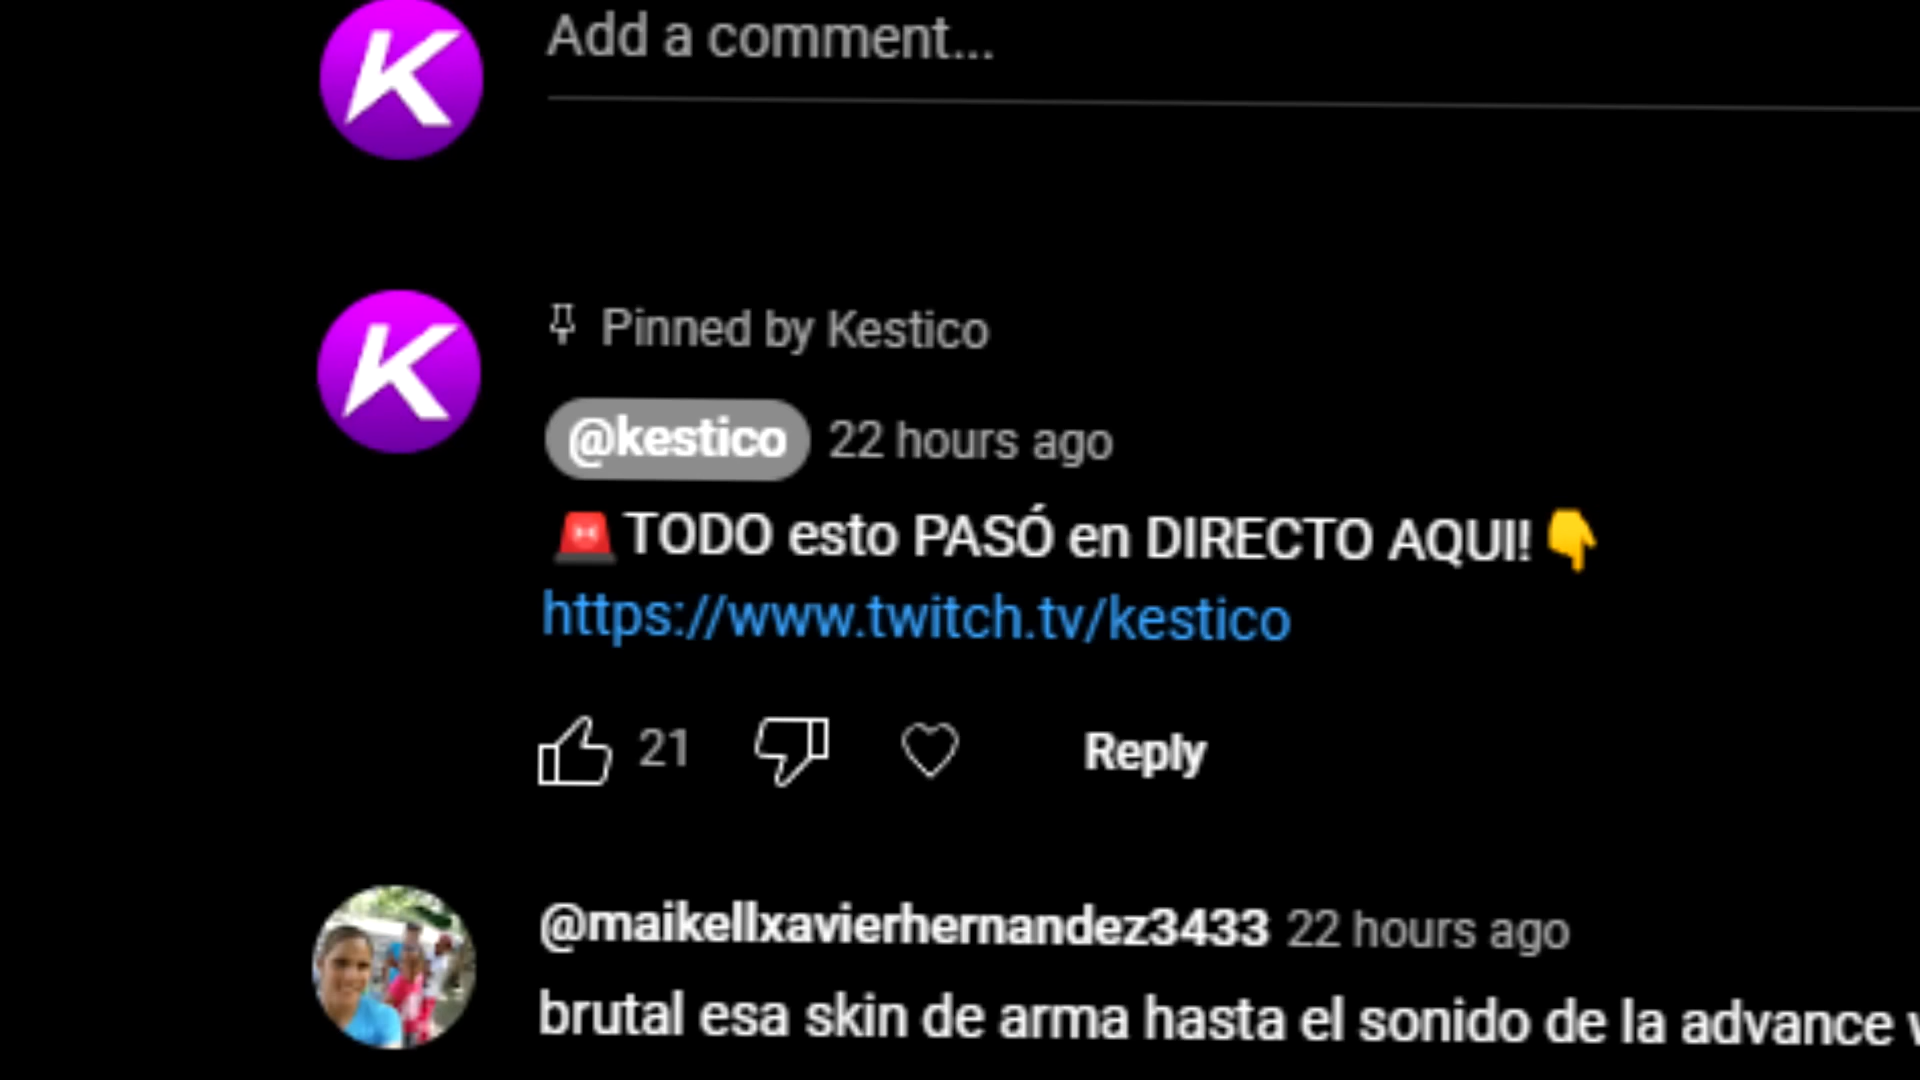 K
Add a comment...
K
Pinned by Kestico
@kestico 22 hours ago
🚨TODO esto PASÓ en DIRECTO AQUI!👇
https://www.twitch.tv/kestico
21
Reply
@maikellxavierhernandez3433 22 hours ago
brutal esa skin de arma hasta el sonido de la advance